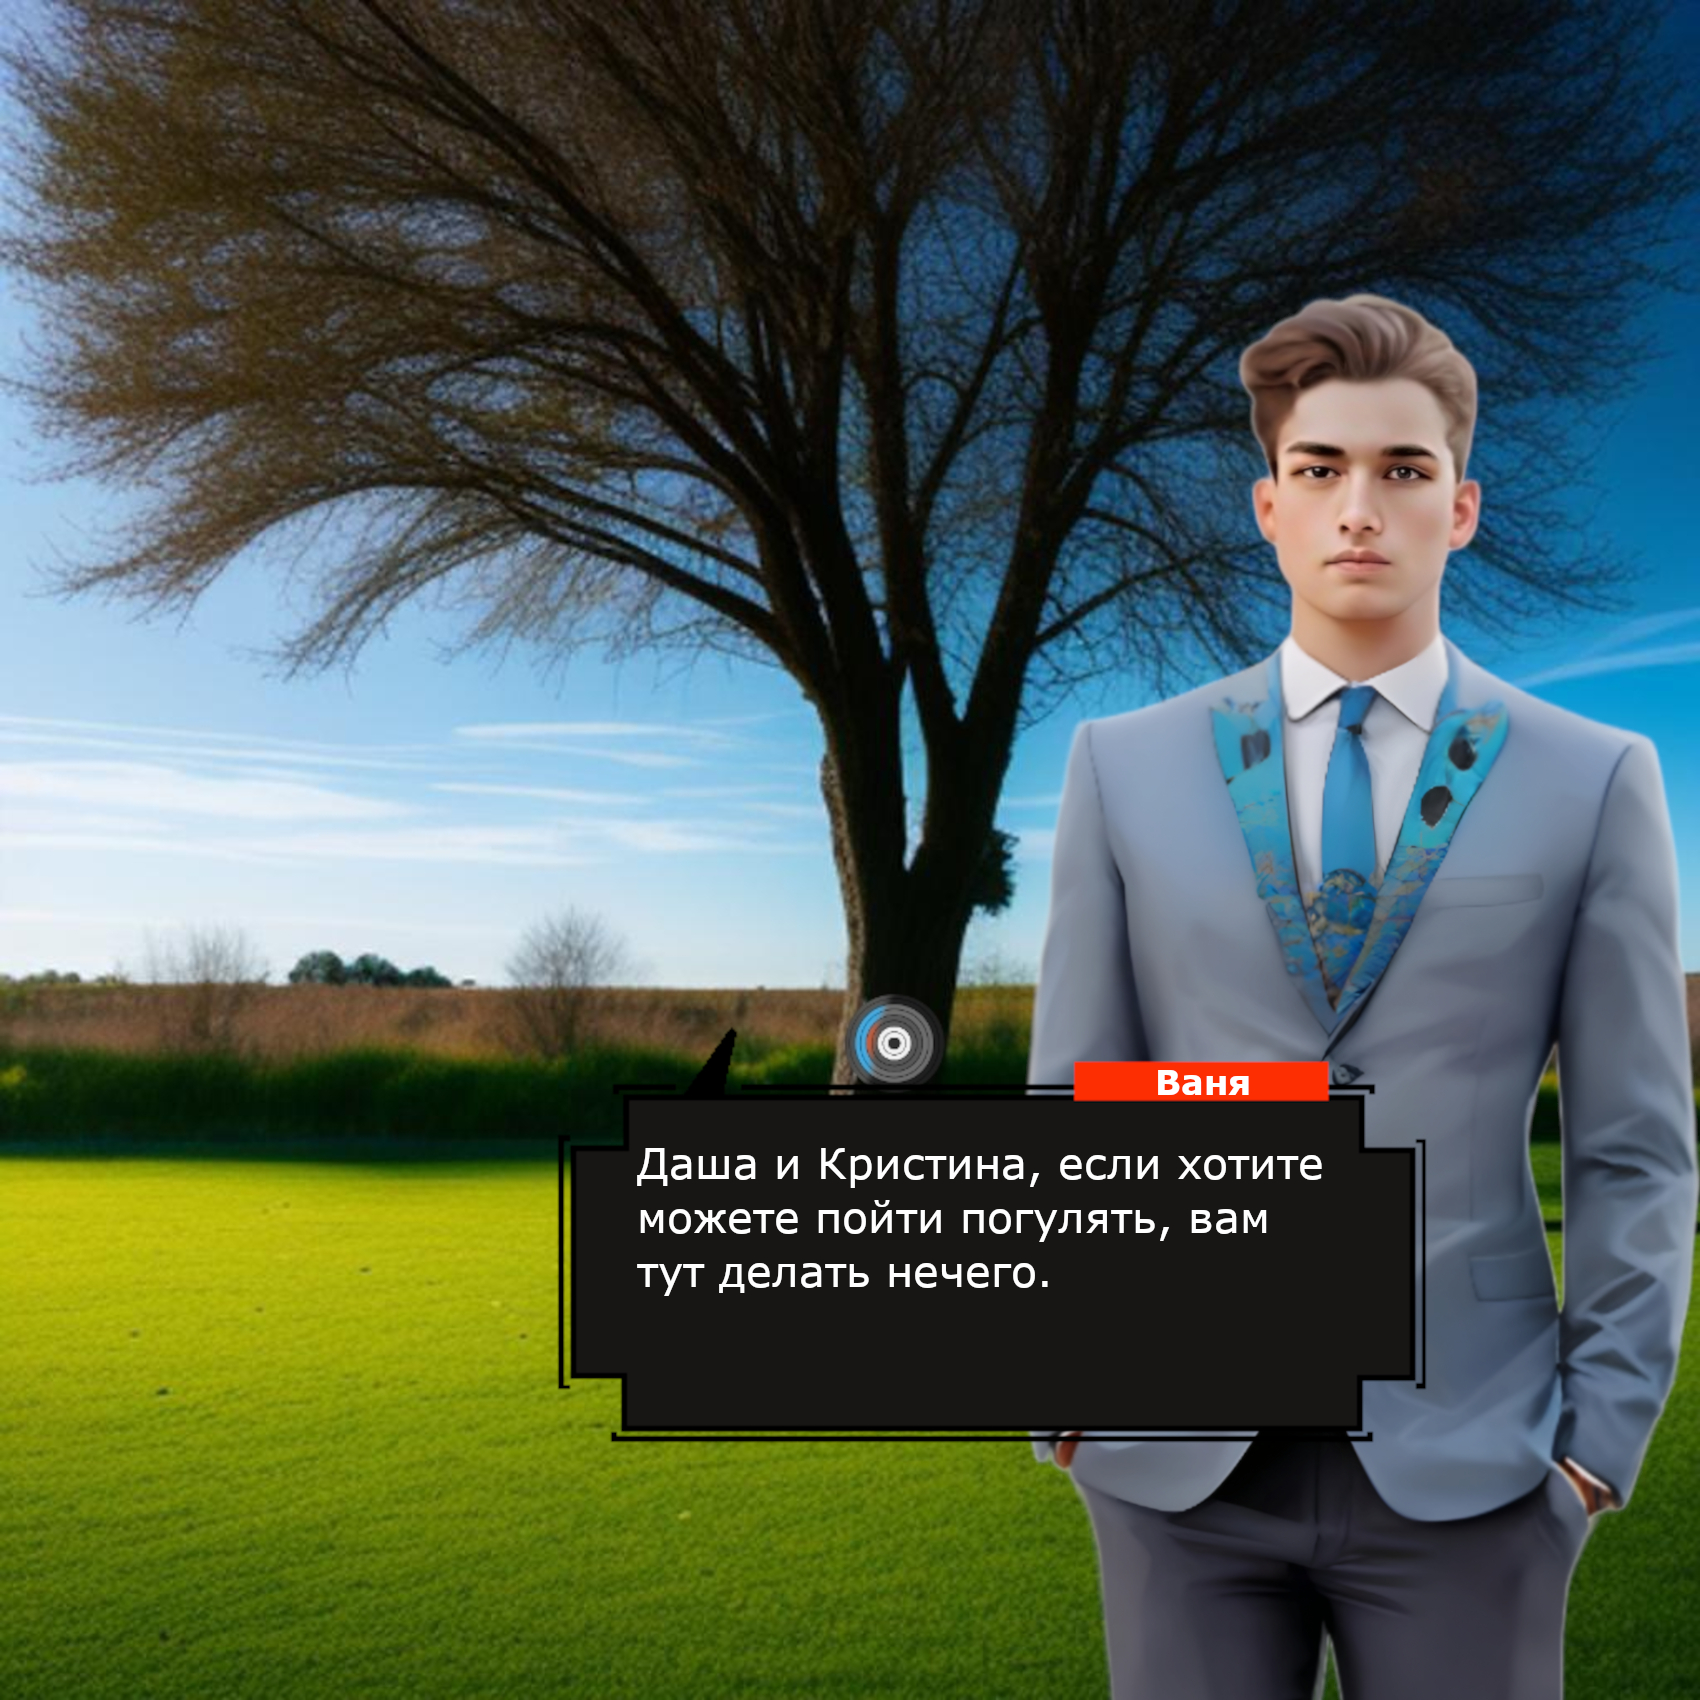 Ваня
Даша и Кристина, если хотите
можете пойти погулять, вам
тут делать нечего.